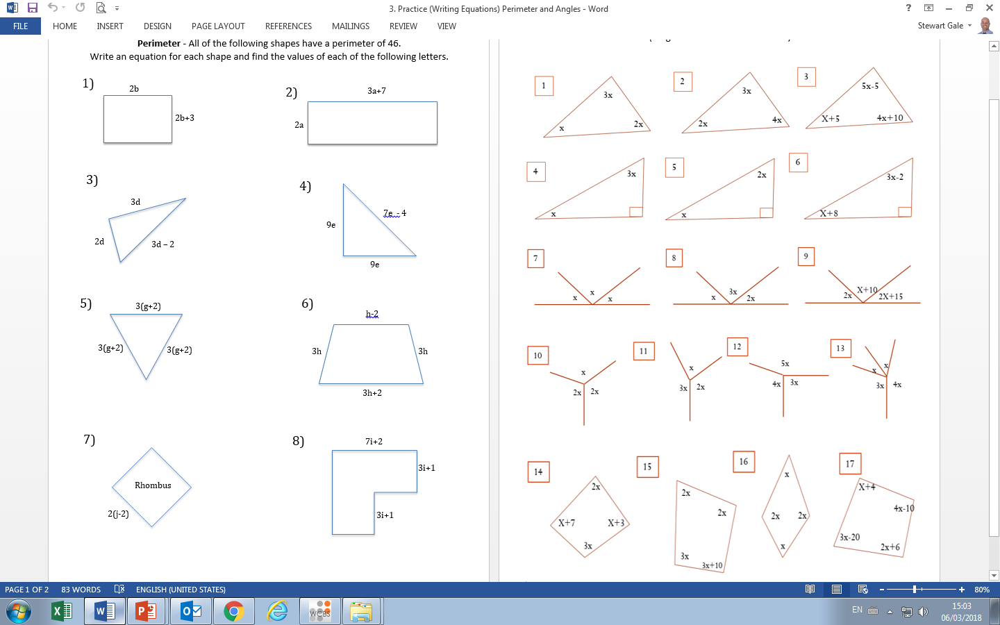 3. Practice (Writing Equations) Perimeter and Angles - Word
FILE HOME INSERT DESIGN PAGE LAYOUT REFERENCES MAILINGS REVIEW VIEW
Stewart Gale
Perimeter - All of the following shapes have a perimeter of 46.
Write an equation for each shape and find the values of each of the following letters.
1)
2b
2b+3
2)
3a+7
2a
3)
3d
2d
3d – 2
4)
7e - 4
9e
9e
5)
3(g+2)
3(g+2)
3(g+2)
6)
h-2
3h
3h
3h+2
7)
Rhombus
2(j-2)
8)
7i+2
3i+1
3i+1
1
3x
x
2x
2
3x
2x
4x
3
5x-5
X+5
4x+10
4
3x
x
5
2x
x
6
3x-2
X+8
7
x
x
x
8
3x
x
2x
9
X+10
2x
2X+15
10
x
2x
2x
11
x
3x
2x
12
5x
4x
3x
13
x
x
3x
4x
14
2x
X+7
X+3
3x
15
2x
2x
3x
3x+10
16
x
2x
2x
x
17
X+4
4x-10
3x-20
2x+6
PAGE 1 OF 2 83 WORDS ENGLISH (UNITED STATES)
80%
WCBS
EN
15:03
06/03/2018